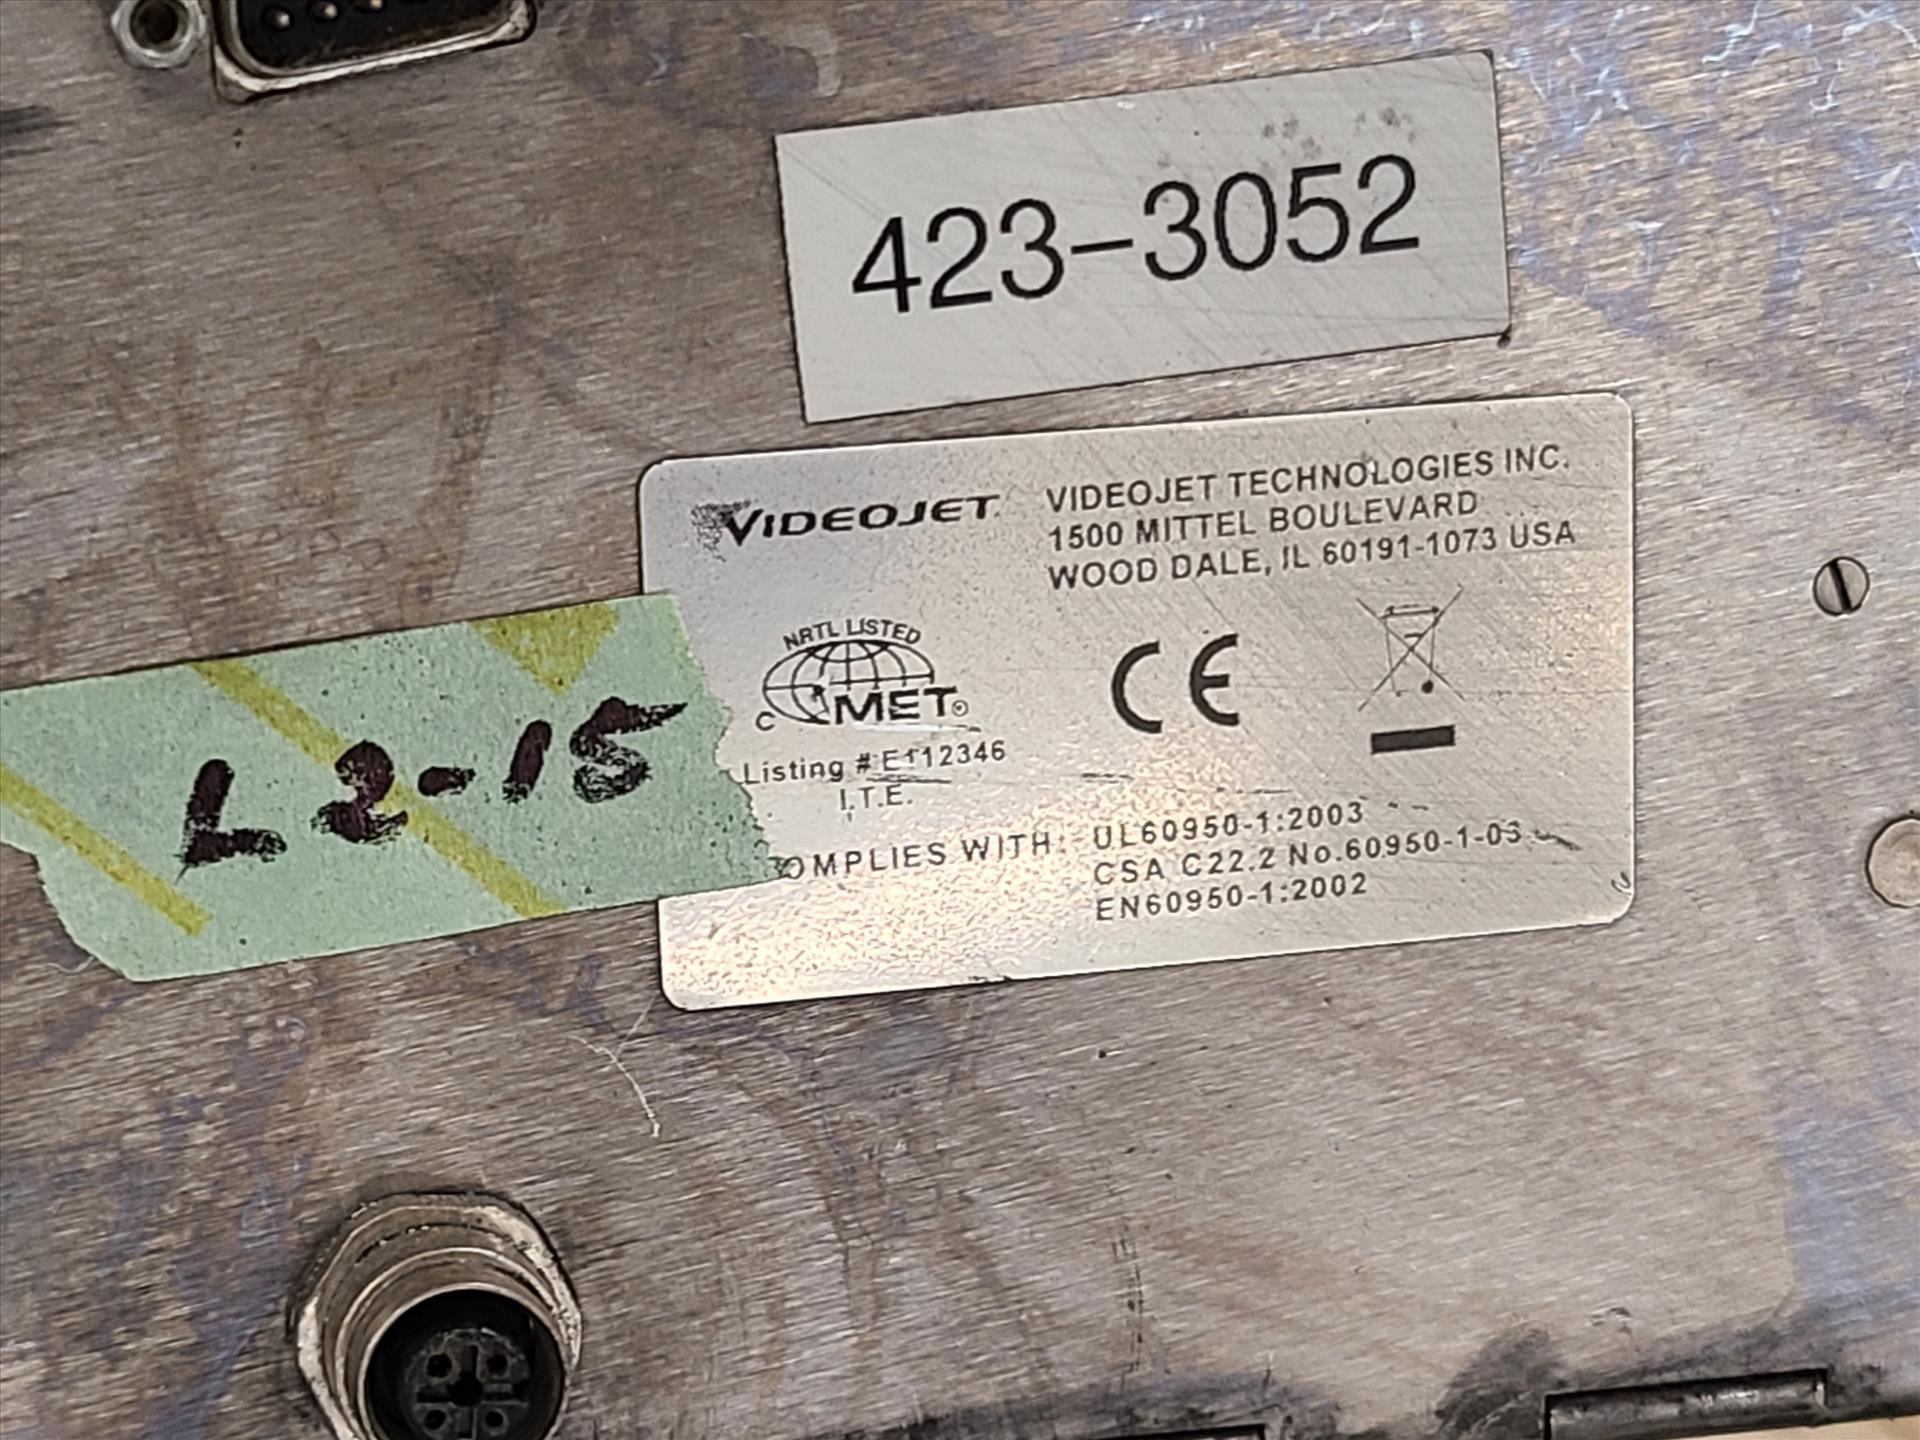 423-3052
VIDEOJET
VIDEOJET TECHNOLOGIES INC.
1500 MITTEL BOULEVARD
WOOD DALE, IL 60191-1073 USA
NRTL LISTED
C MET®
Listing # E112346
I.T.E.
CE
L2-15
OMPLIES WITH: UL60950-1:2003
CSA C22.2 No.60950-1-03
EN60950-1:2002